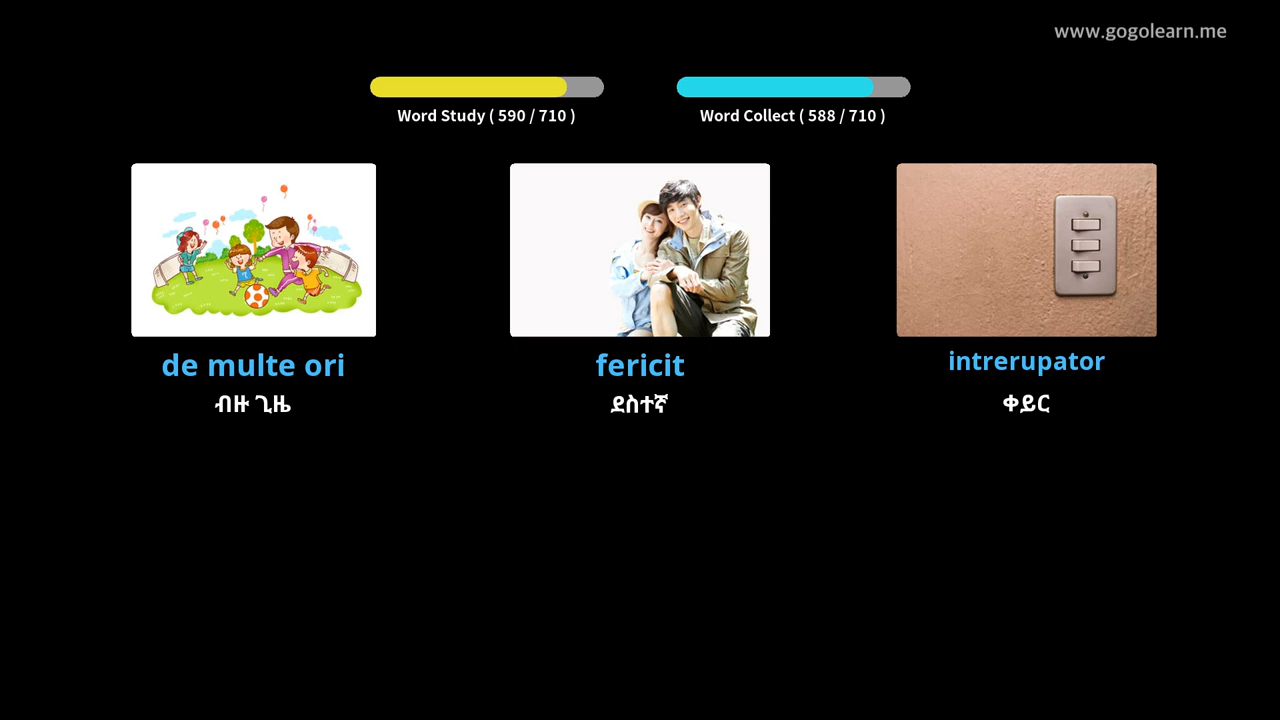 www.gogolearn.me
Word Study ( 590 / 710 )
Word Collect ( 588 / 710 )
de multe ori
fericit
intrerupator
ብዙ ጊዜ
ደስተኛ
ቀይር